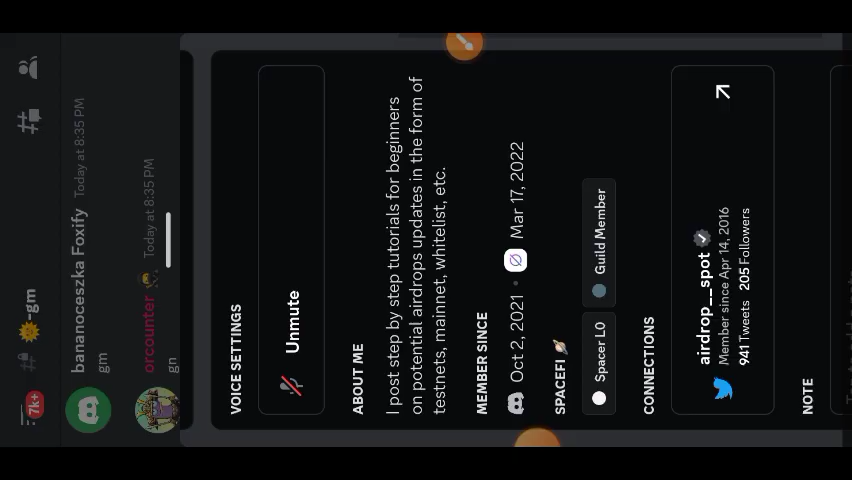 7k+
-gm
bananoceszka Foxify Today at 8:35 PM
gm
orcounter Today at 8:35 PM
gn
VOICE SETTINGS
Unmute
ABOUT ME
I post step by step tutorials for beginners
on potential airdrops updates in the form of
testnets, mainnet, whitelist, etc.
MEMBER SINCE
Oct 2, 2021 • Mar 17, 2022
SPACEFI 🪐
Spacer L0 Guild Member
CONNECTIONS
airdrop__spot
Member since Apr 14, 2016
941 Tweets 205 Followers
NOTE